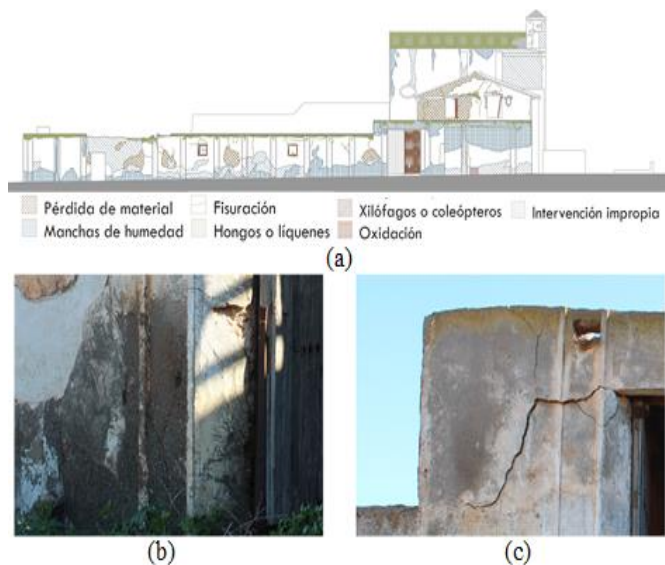 Pérdida de material Fisuración Xilófagos o coleópteros Intervención impropia
Manchas de humedad Hongos o líquenes Oxidación
(a)
(b) (c)